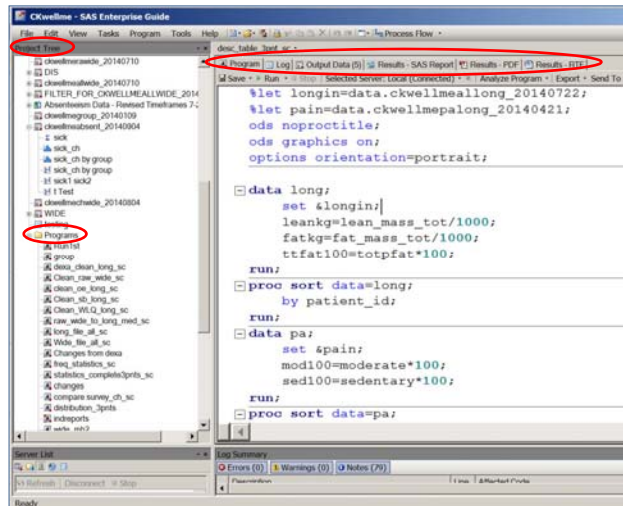 CKwellme - SAS Enterprise Guide
File Edit View Tasks Program Tools Help Process Flow
Project Tree
desc_table_3pnt_sc
Program Log Output Data (5) Results - SAS Report Results - PDF Results - RTF
Save Run Stop Selected Server: Local (Connected) Analyze Program Export Send To
ckwellmeallong_20140710
DIS
ckwellmeallwide_20140710
FILTER_FOR_CKWELLMEALLWIDE_2014
Absenteeism Data - Revised Timeframes 7-2
ckwellmegroup_20140109
ckwellmeabsent_20140904
sick
sick_ch
sick_ch by group
sick_ch by group
sick1 sick2
t Test
ckwellmechwide_20140804
WIDE
testing
Programs
RunTst
group
dexa_clean_long_sc
Clean_raw_wide_sc
clean_oe_long_sc
Clean_sb_long_sc
Clean_WLQ_long_sc
raw_wide_to_long_med_sc
long_file_all_sc
Wide_file_all_sc
Changes from dexa
freq_statistics_sc
statistics_complete3pnts_sc
changes
compare survey_ch_sc
distribution_3pnts
indreports
wide_mb2
%let longin=data.ckwellmeallong_20140722;
%let pain=data.ckwellmepalong_20140421;
ods noproctitle;
ods graphics on;
options orientation=portrait;
data long;
set &longin;
leankg=lean_mass_tot/1000;
fatkg=fat_mass_tot/1000;
ttfat100=totpfat*100;
run;
proc sort data=long;
by patient_id;
run;
data pa;
set &pain;
mod100=moderate*100;
sed100=sedentary*100;
run;
proc sort data=pa;
Server List
Refresh Disconnect Stop
Log Summary
Errors (0) Warnings (0) Notes (79)
Description Line Affected Code
Ready